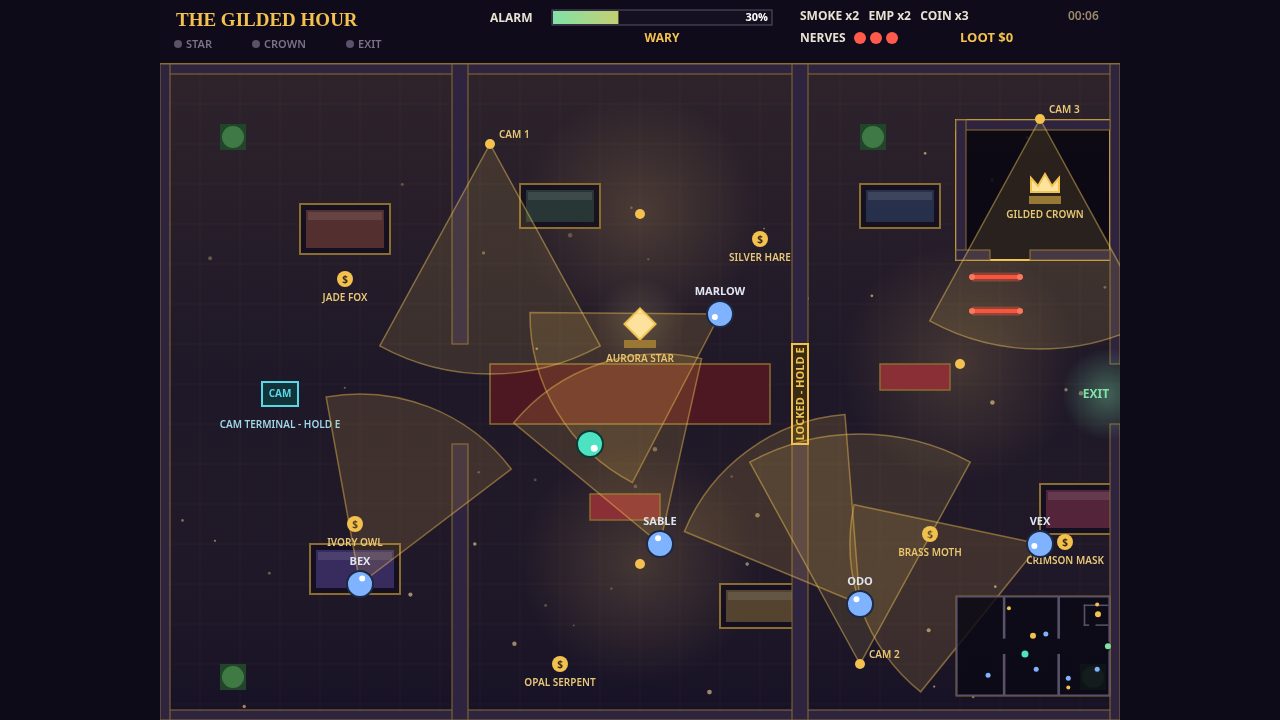 THE GILDED HOUR
ALARM
30%
SMOKE x2 EMP x2 COIN x3
00:06
STAR
CROWN
EXIT
WARY
NERVES
LOOT $0
CAM 3
CAM 1
GILDED CROWN
$
SILVER HARE
$
JADE FOX
MARLOW
AURORA STAR
LOCKED - HOLD E
CAM
EXIT
CAM TERMINAL - HOLD E
$
IVORY OWL
SABLE
VEX
$
BRASS MOTH
$
CRIMSON MASK
BEX
ODO
CAM 2
$
OPAL SERPENT